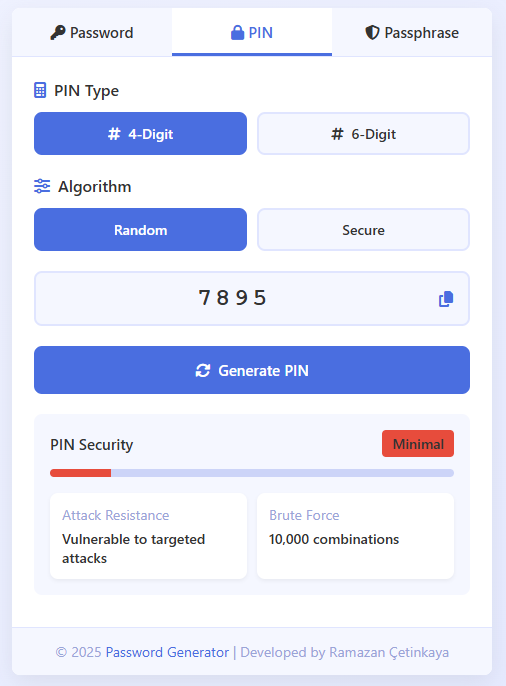 Password PIN Passphrase
PIN Type
# 4-Digit # 6-Digit
Algorithm
Random Secure
7895
Generate PIN
PIN Security Minimal
Attack Resistance
Vulnerable to targeted
attacks
Brute Force
10,000 combinations
© 2025 Password Generator | Developed by Ramazan Çetinkaya